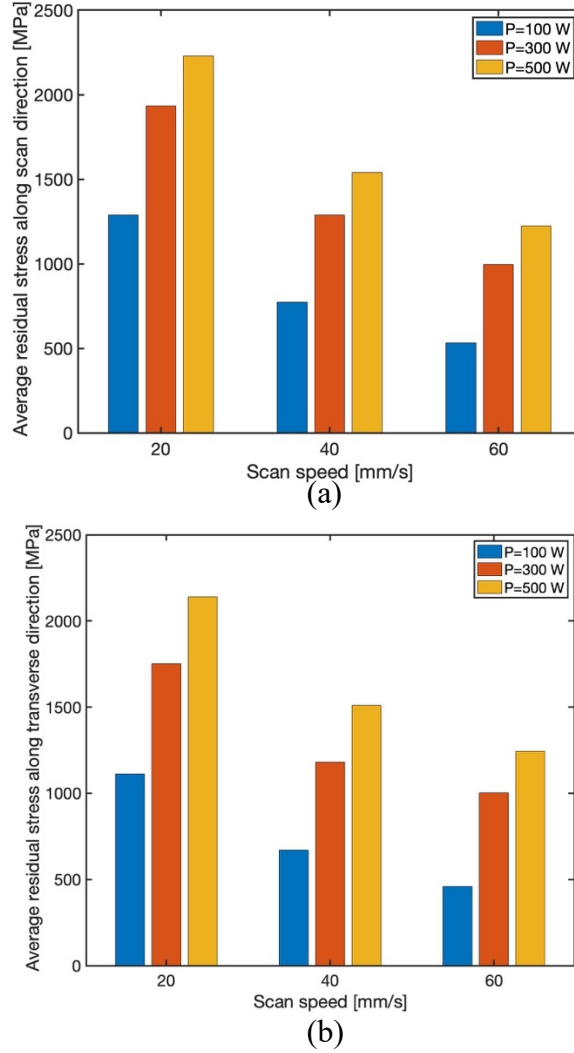 Average residual stress along scan direction [MPa]
2500
2000
1500
1000
500
0
P=100 W
P=300 W
P=500 W
20 40 60
Scan speed [mm/s]
(a)
Average residual stress along transverse direction [MPa]
2500
2000
1500
1000
500
0
P=100 W
P=300 W
P=500 W
20 40 60
Scan speed [mm/s]
(b)